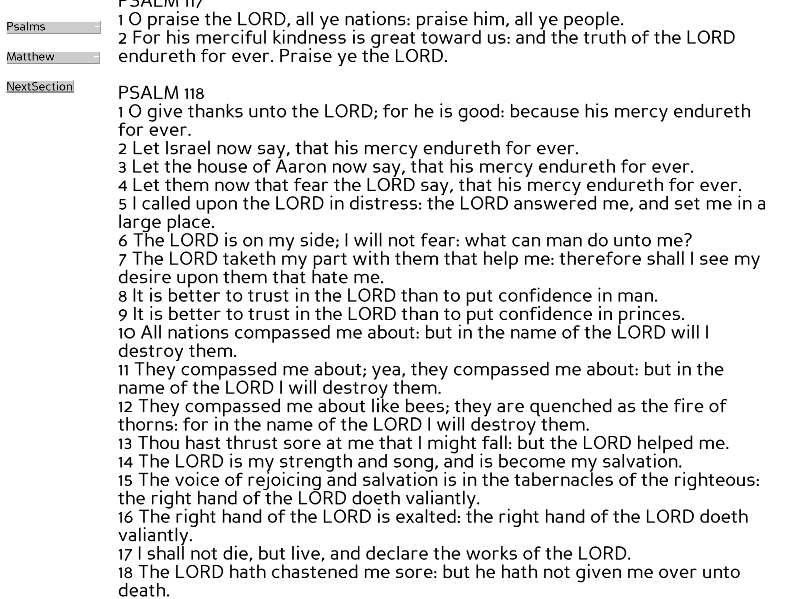 Psalms
Matthew
NextSection
PSALM 117
1 O praise the LORD, all ye nations: praise him, all ye people.
2 For his merciful kindness is great toward us: and the truth of the LORD
endureth for ever. Praise ye the LORD.
PSALM 118
1 O give thanks unto the LORD; for he is good: because his mercy endureth
for ever.
2 Let Israel now say, that his mercy endureth for ever.
3 Let the house of Aaron now say, that his mercy endureth for ever.
4 Let them now that fear the LORD say, that his mercy endureth for ever.
5 I called upon the LORD in distress: the LORD answered me, and set me in a
large place.
6 The LORD is on my side; I will not fear: what can man do unto me?
7 The LORD taketh my part with them that help me: therefore shall I see my
desire upon them that hate me.
8 It is better to trust in the LORD than to put confidence in man.
9 It is better to trust in the LORD than to put confidence in princes.
10 All nations compassed me about: but in the name of the LORD will I
destroy them.
11 They compassed me about; yea, they compassed me about: but in the
name of the LORD I will destroy them.
12 They compassed me about like bees; they are quenched as the fire of
thorns: for in the name of the LORD I will destroy them.
13 Thou hast thrust sore at me that I might fall: but the LORD helped me.
14 The LORD is my strength and song, and is become my salvation.
15 The voice of rejoicing and salvation is in the tabernacles of the righteous:
the right hand of the LORD doeth valiantly.
16 The right hand of the LORD is exalted: the right hand of the LORD doeth
valiantly.
17 I shall not die, but live, and declare the works of the LORD.
18 The LORD hath chastened me sore: but he hath not given me over unto
death.